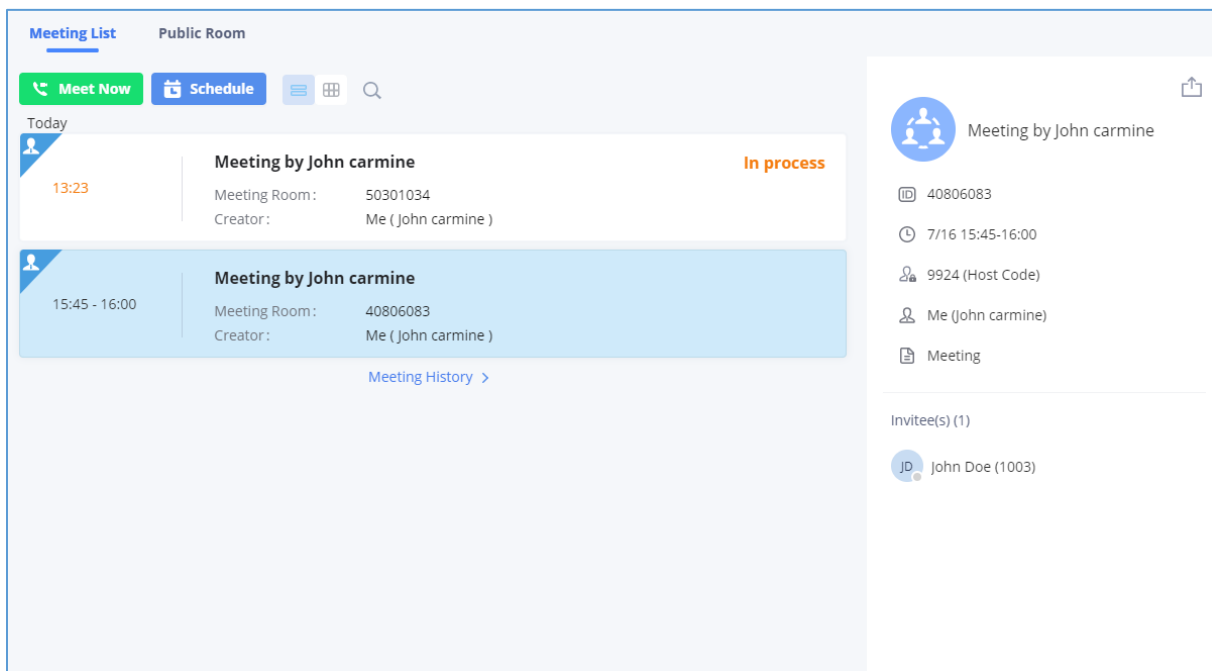 Meeting List Public Room
Meet Now Schedule
Today
13:23
Meeting by John carmine
In process
Meeting Room: 50301034
Creator: Me ( John carmine )
15:45 - 16:00
Meeting by John carmine
Meeting Room: 40806083
Creator: Me ( John carmine )
Meeting History >
Meeting by John carmine
ID 40806083
7/16 15:45-16:00
9924 (Host Code)
Me (John carmine)
Meeting
Invitee(s) (1)
JD John Doe (1003)